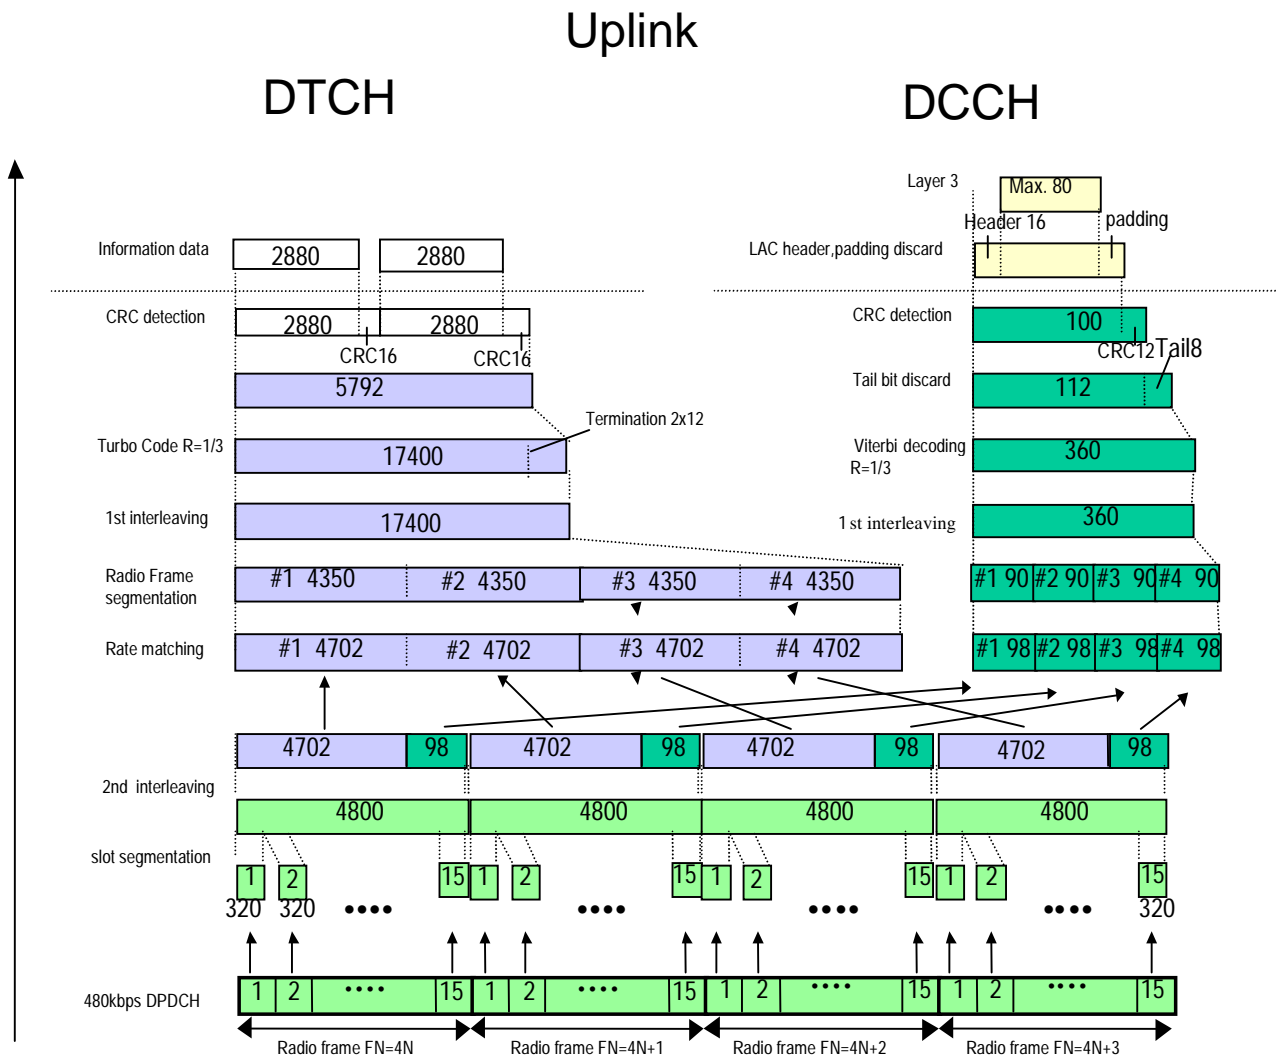 Uplink
DTCH
DCCH
Layer 3
Max. 80
Header 16
padding
Information data
2880
2880
LAC header,padding discard
CRC detection
2880
2880
CRC16
CRC16
CRC detection
100
CRC12
Tail8
5792
Tail bit discard
112
Termination 2x12
Turbo Code R=1/3
17400
Viterbi decoding
R=1/3
360
1st interleaving
17400
1st interleaving
360
Radio Frame
segmentation
#1 4350
#2 4350
#3 4350
#4 4350
#1 90
#2 90
#3 90
#4 90
Rate matching
#1 4702
#2 4702
#3 4702
#4 4702
#1 98
#2 98
#3 98
#4 98
4702
98
4702
98
4702
98
4702
98
2nd interleaving
4800
4800
4800
4800
slot segmentation
1
2
15
1
2
15
1
2
15
1
2
15
320
320
••••
••••
••••
••••
320
480kbps DPDCH
1
2
••••
15
1
2
••••
15
1
2
••••
15
1
2
••••
15
Radio frame FN=4N
Radio frame FN=4N+1
Radio frame FN=4N+2
Radio frame FN=4N+3